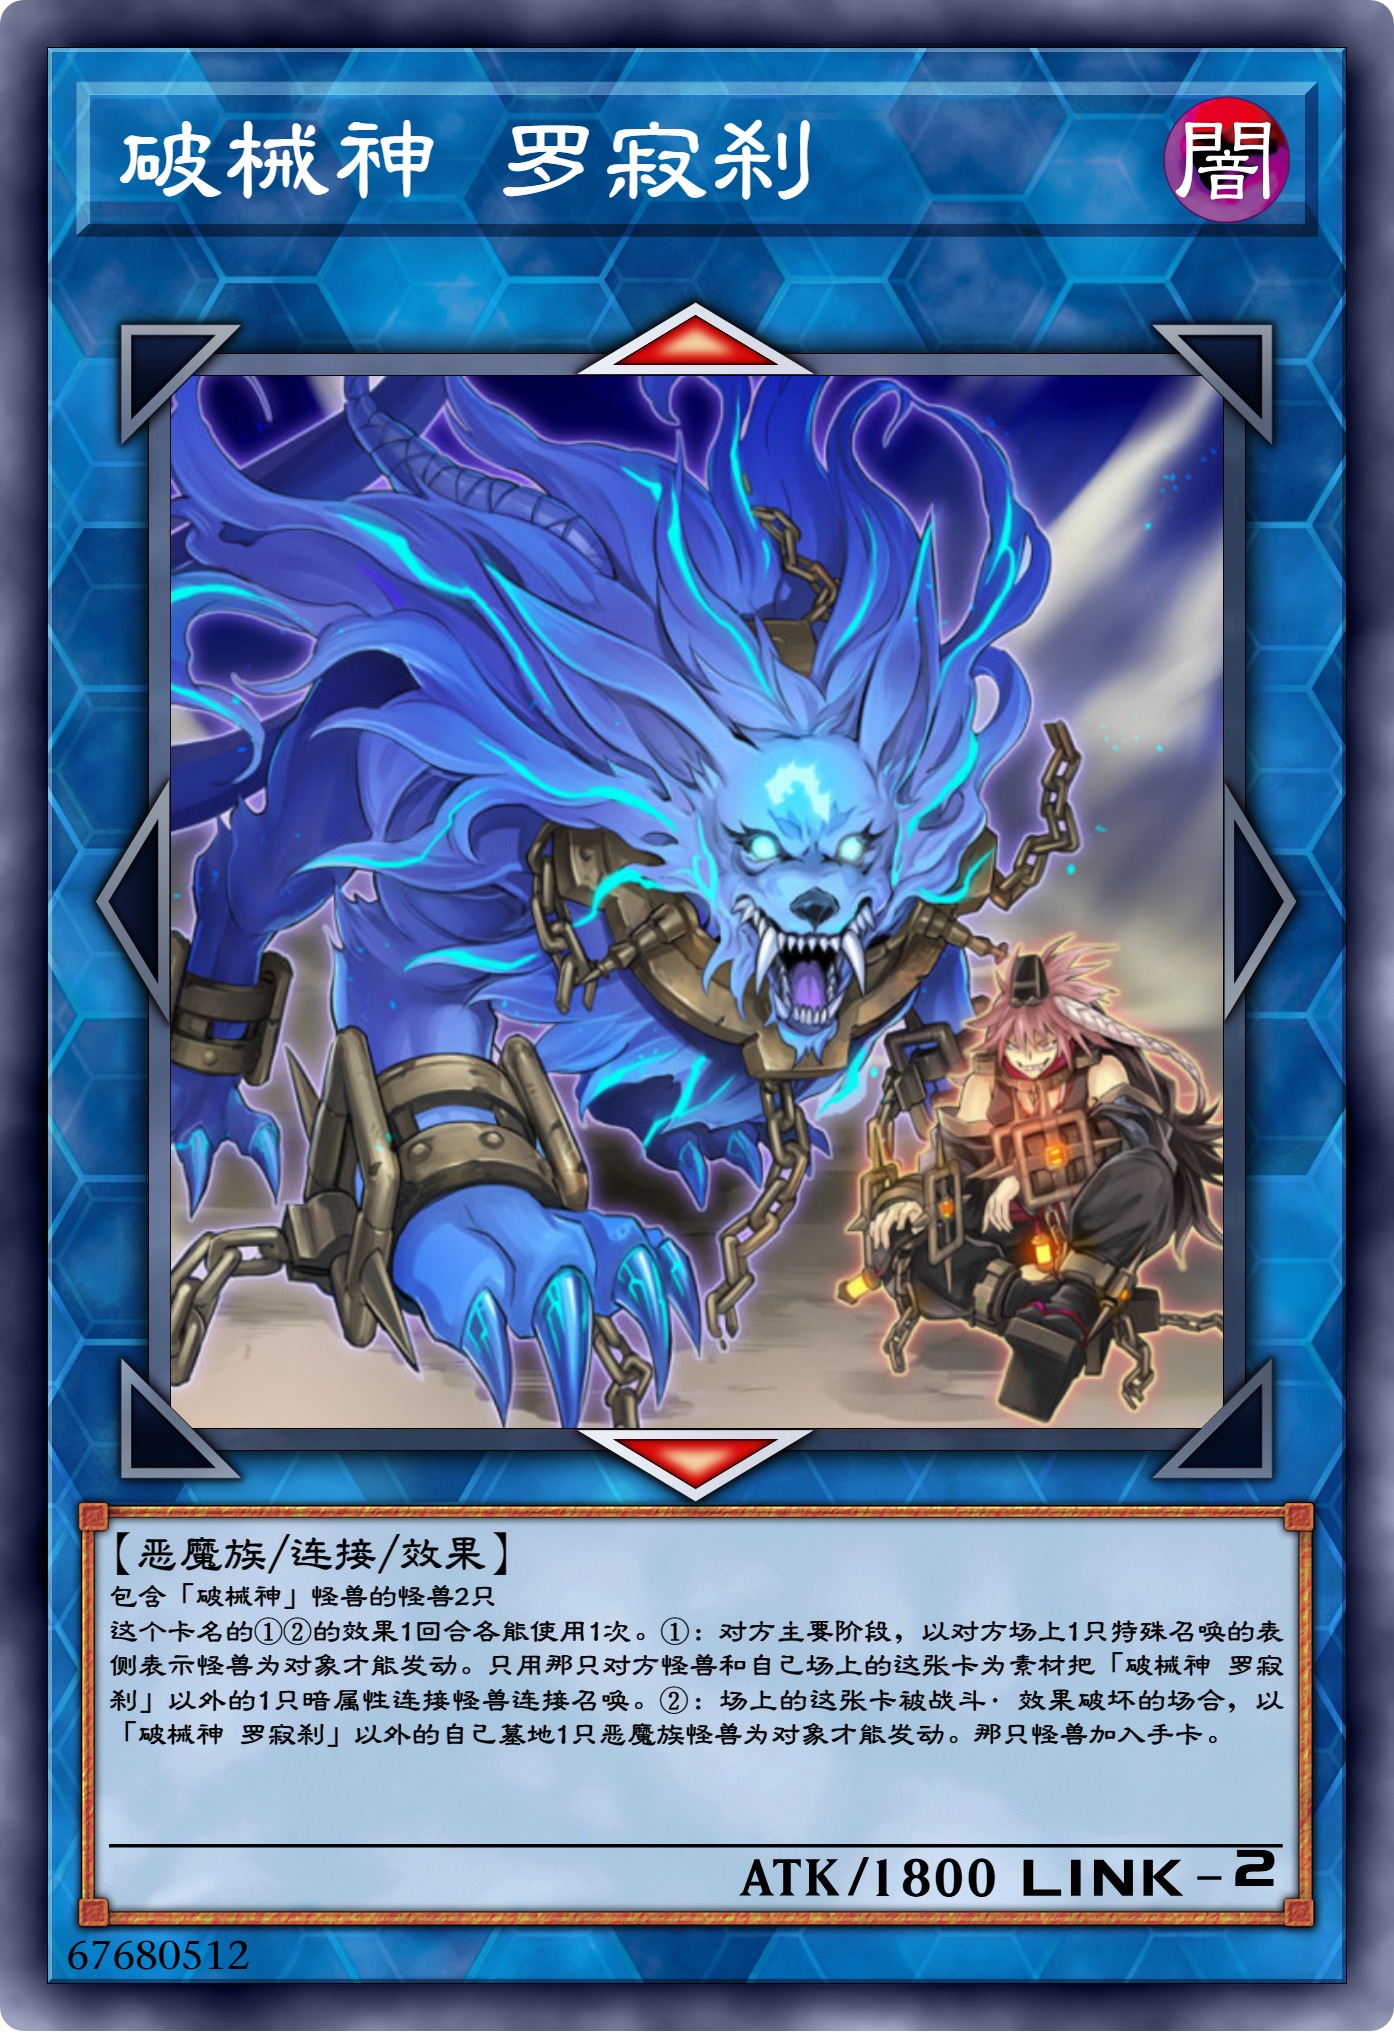 破械神 罗寂刹
闇
【恶魔族/连接/效果】
包含「破械神」怪兽的怪兽2只
这个卡名的①②的效果1回合各能使用1次。①：对方主要阶段，以对方场上1只特殊召唤的表
侧表示怪兽为对象才能发动。只用那只对方怪兽和自己场上的这张卡为素材把「破械神 罗寂
刹」以外的1只暗属性连接怪兽连接召唤。②：场上的这张卡被战斗·效果破坏的场合，以
「破械神 罗寂刹」以外的自己墓地1只恶魔族怪兽为对象才能发动。那只怪兽加入手卡。
ATK/1800 LINK-2
67680512